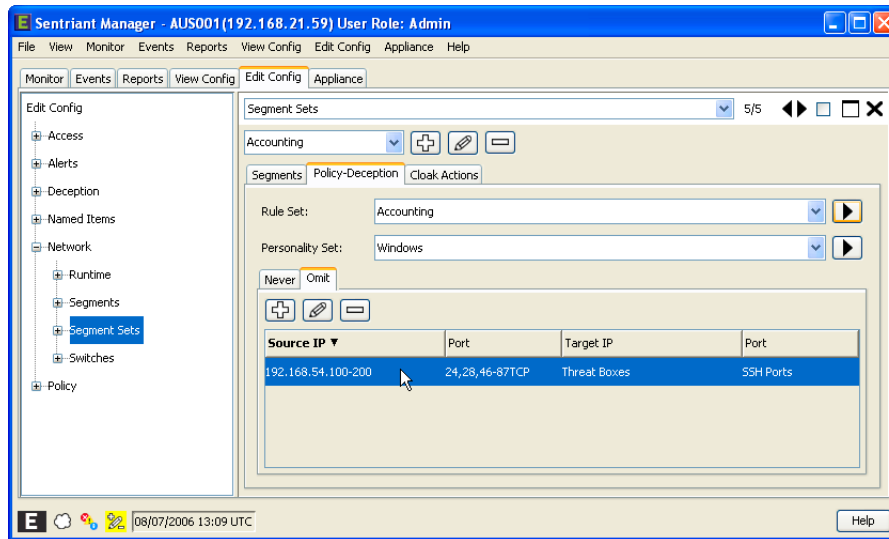 E Sentriant Manager - AUS001(192.168.21.59) User Role: Admin
File View Monitor Events Reports View Config Edit Config Appliance Help
Monitor Events Reports View Config Edit Config Appliance
Edit Config
Access
Alerts
Deception
Named Items
Network
Runtime
Segments
Segment Sets
Switches
Policy
Segment Sets 5/5
Accounting
Segments Policy-Deception Cloak Actions
Rule Set: Accounting
Personality Set: Windows
Never Omit
Source IP ▼ Port Target IP Port
192.168.54.100-200 24,28,46-87TCP Threat Boxes SSH Ports
E 08/07/2006 13:09 UTC Help